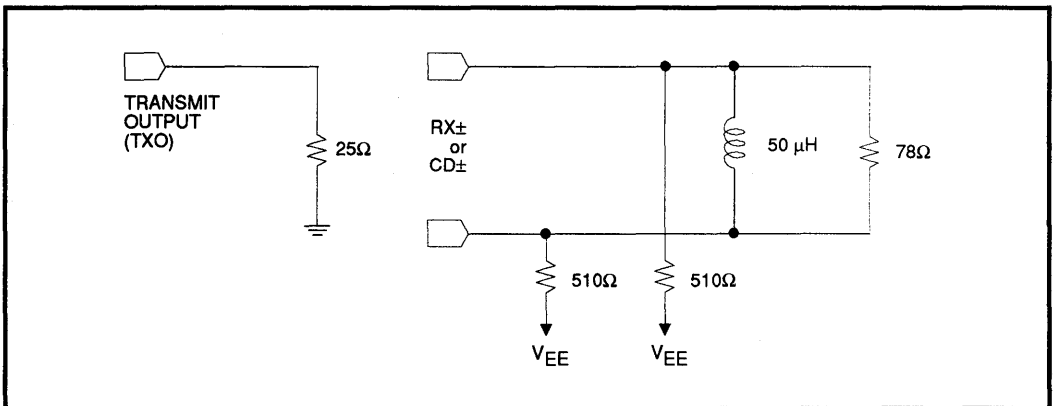 TRANSMIT
OUTPUT
(TXO)
25Ω
RX±
or
CD±
50 μH
78Ω
510Ω
510Ω
VEE
VEE